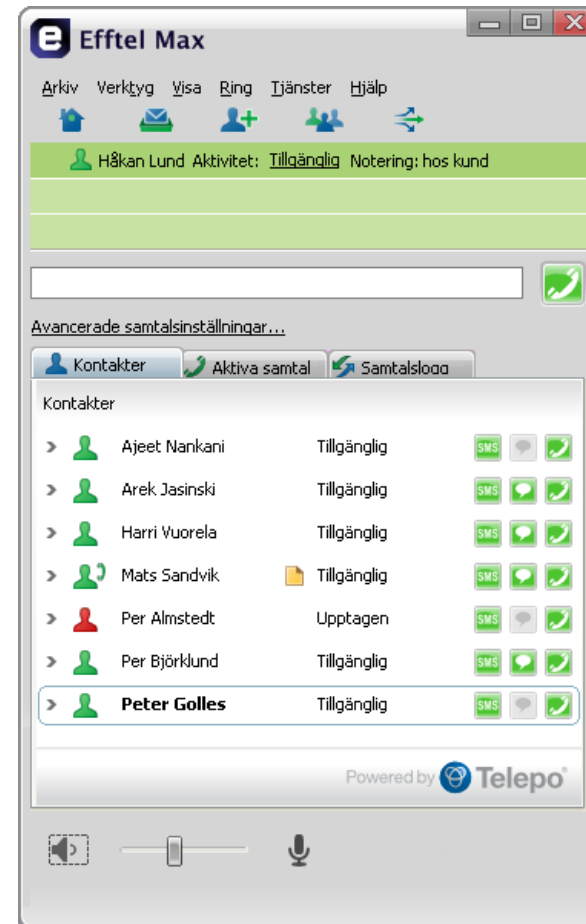 e Efftel Max
Arkiv Verktyg Visa Ring Tjänster Hjälp
Håkan Lund Aktivitet: Tillgänglig Notering: hos kund
Avancerade samtalsinställningar...
Kontakter Aktiva samtal Samtalslogg
Kontakter
Ajeet Nankani Tillgänglig SMS
Arek Jasinski Tillgänglig SMS
Harri Vuorela Tillgänglig SMS
Mats Sandvik Tillgänglig SMS
Per Almstedt Upptagen SMS
Per Björklund Tillgänglig SMS
Peter Golles Tillgänglig SMS
Powered by Telepo